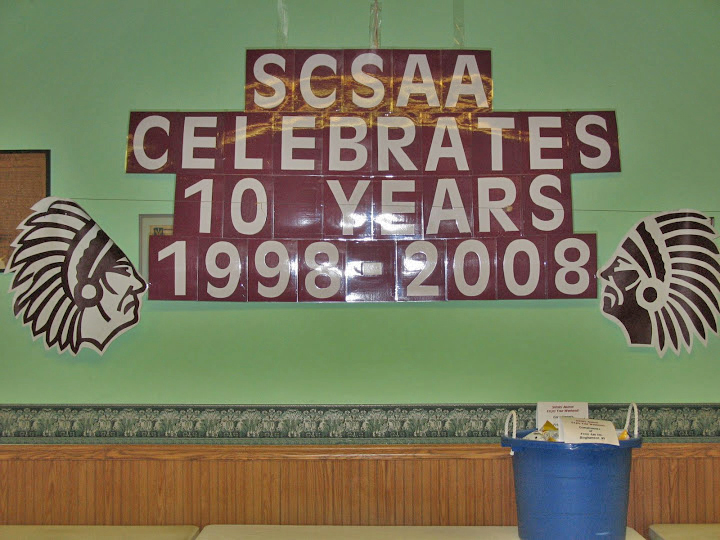 SCSAA
CELEBRATES
10 YEARS
1998-2008